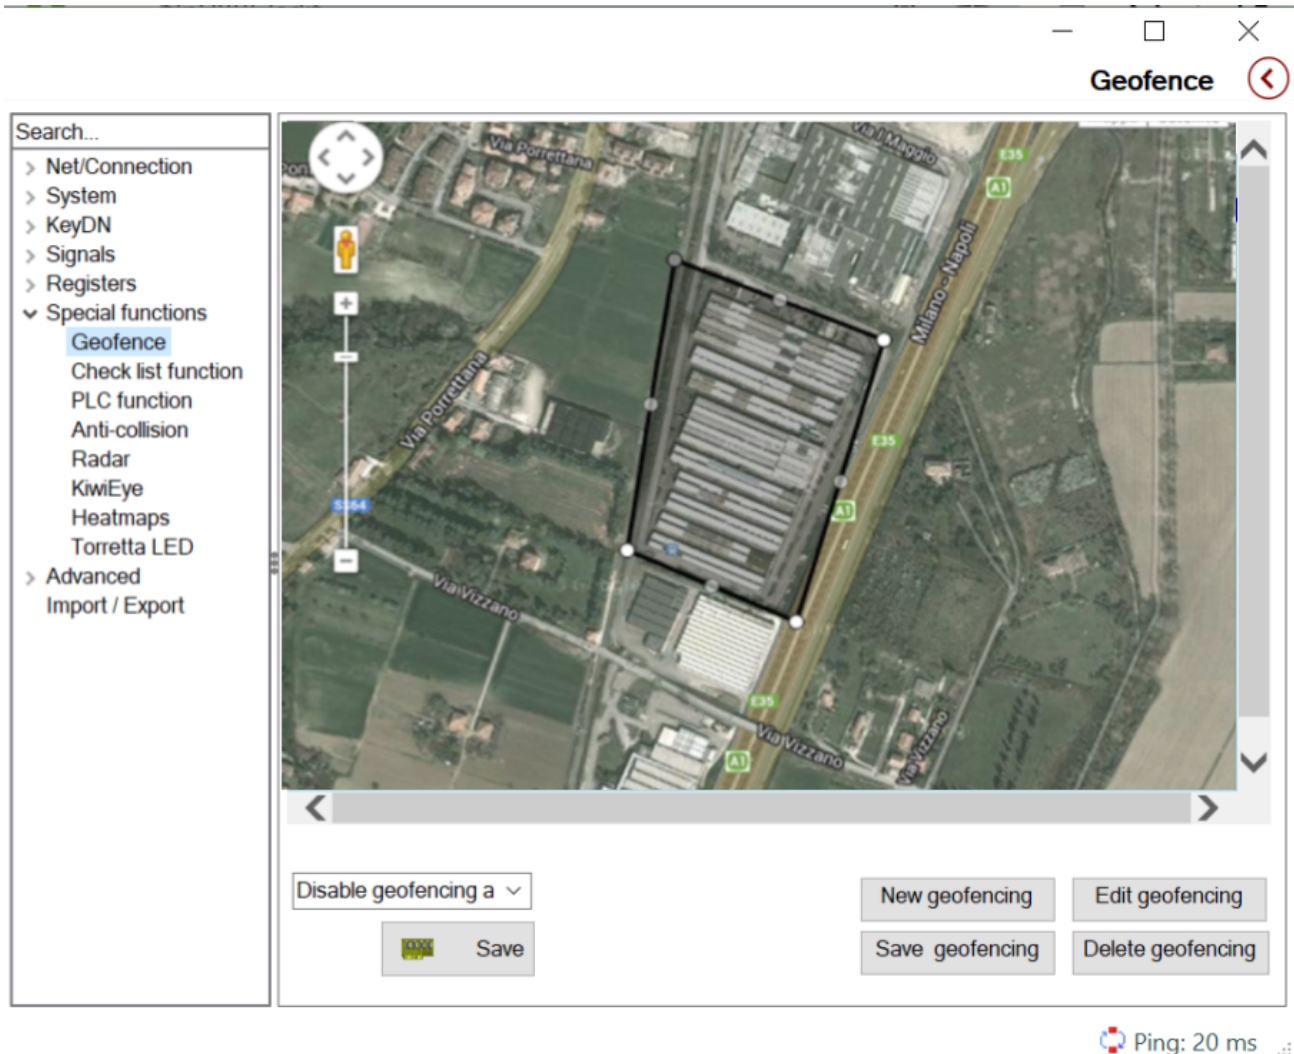 Geofence
Search...
Net/Connection
System
KeyDN
Signals
Registers
Special functions
Geofence
Check list function
PLC function
Anti-collision
Radar
KiwiEye
Heatmaps
Torretta LED
Advanced
Import / Export
Via Porrettana
Via I Maggio
E35
A1
Milano - Napoli
Via Porrettana
E35
SS64
A1
Via Vizzano
E35
Via Vizzano
Via Vizzano
A1
Disable geofencing a
Save
New geofencing
Edit geofencing
Save geofencing
Delete geofencing
Ping: 20 ms